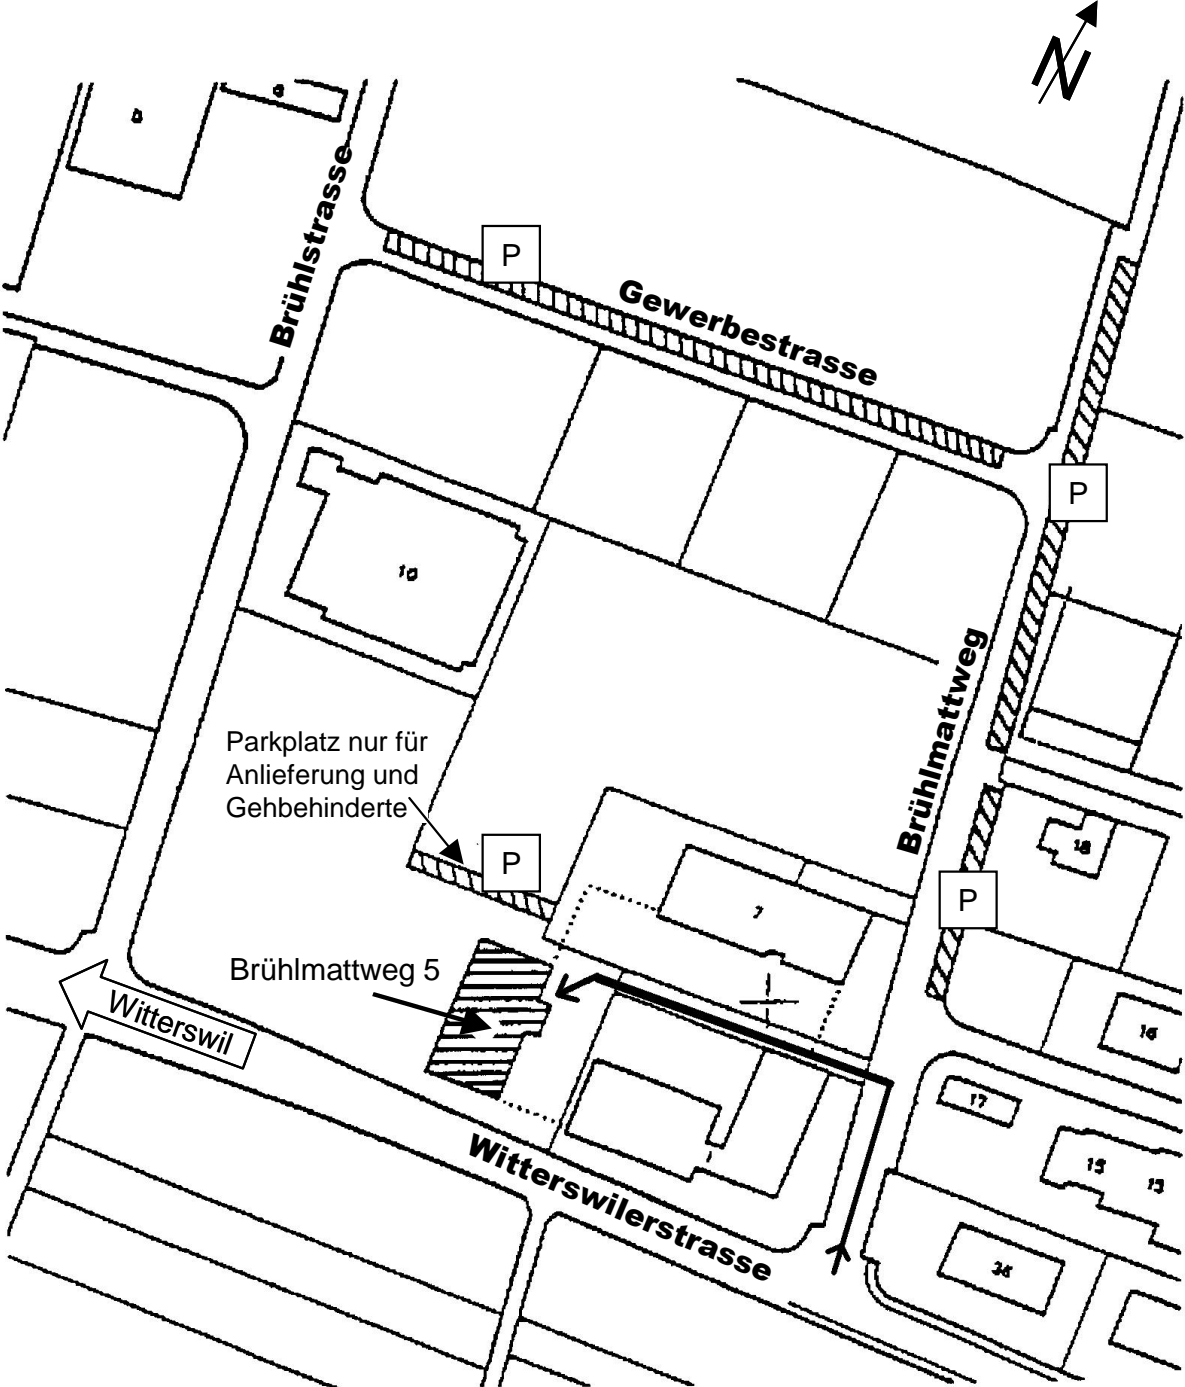 N
Brühlstrasse
P
Gewerbestrasse
P
10
Brühlmattweg
Parkplatz nur für
Anlieferung und
Gehbehinderte
P
18
P
7
Brühlmattweg 5
Witterswil
16
17
15
13
Witterswilerstrasse